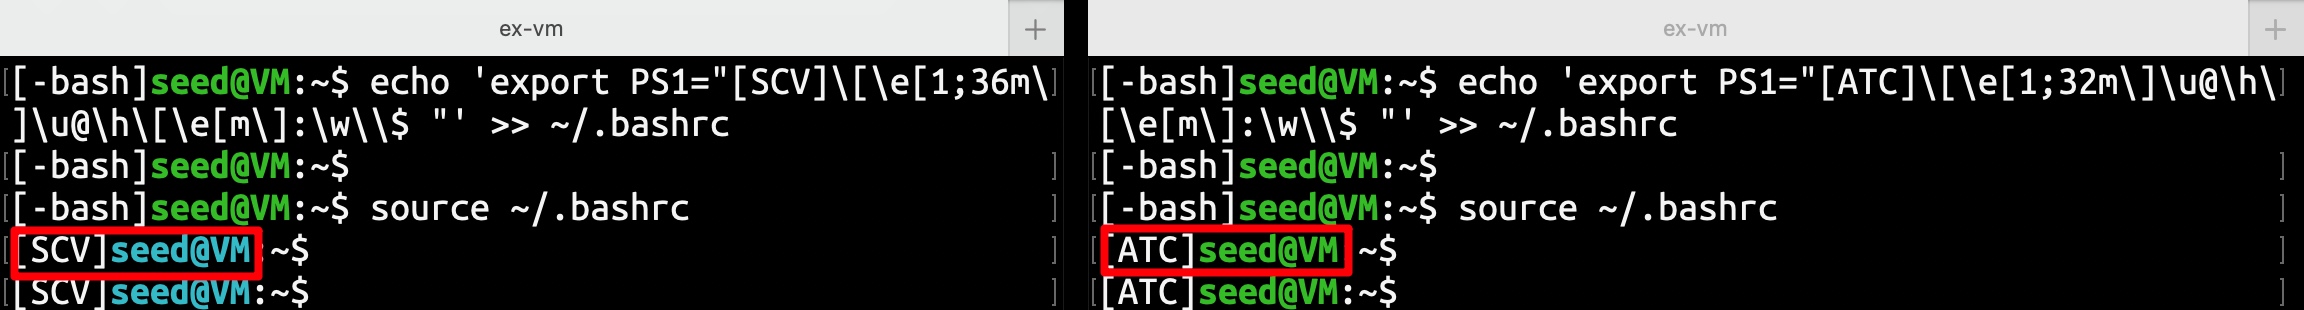 ex-vm +
[-bash]seed@VM:~$ echo 'export PS1="[SCV]\[\e[1;36m\
]\u@\h\[\e[m\]:\w\\$ "' >> ~/.bashrc
[-bash]seed@VM:~$
[-bash]seed@VM:~$ source ~/.bashrc
[SCV]seed@VM:~$
[SCV]seed@VM:~$
ex-vm +
[-bash]seed@VM:~$ echo 'export PS1="[ATC]\[\e[1;32m\]\u@\h\
[\e[m\]:\w\\$ "' >> ~/.bashrc
[-bash]seed@VM:~$
[-bash]seed@VM:~$ source ~/.bashrc
[ATC]seed@VM ~$
[ATC]seed@VM:~$